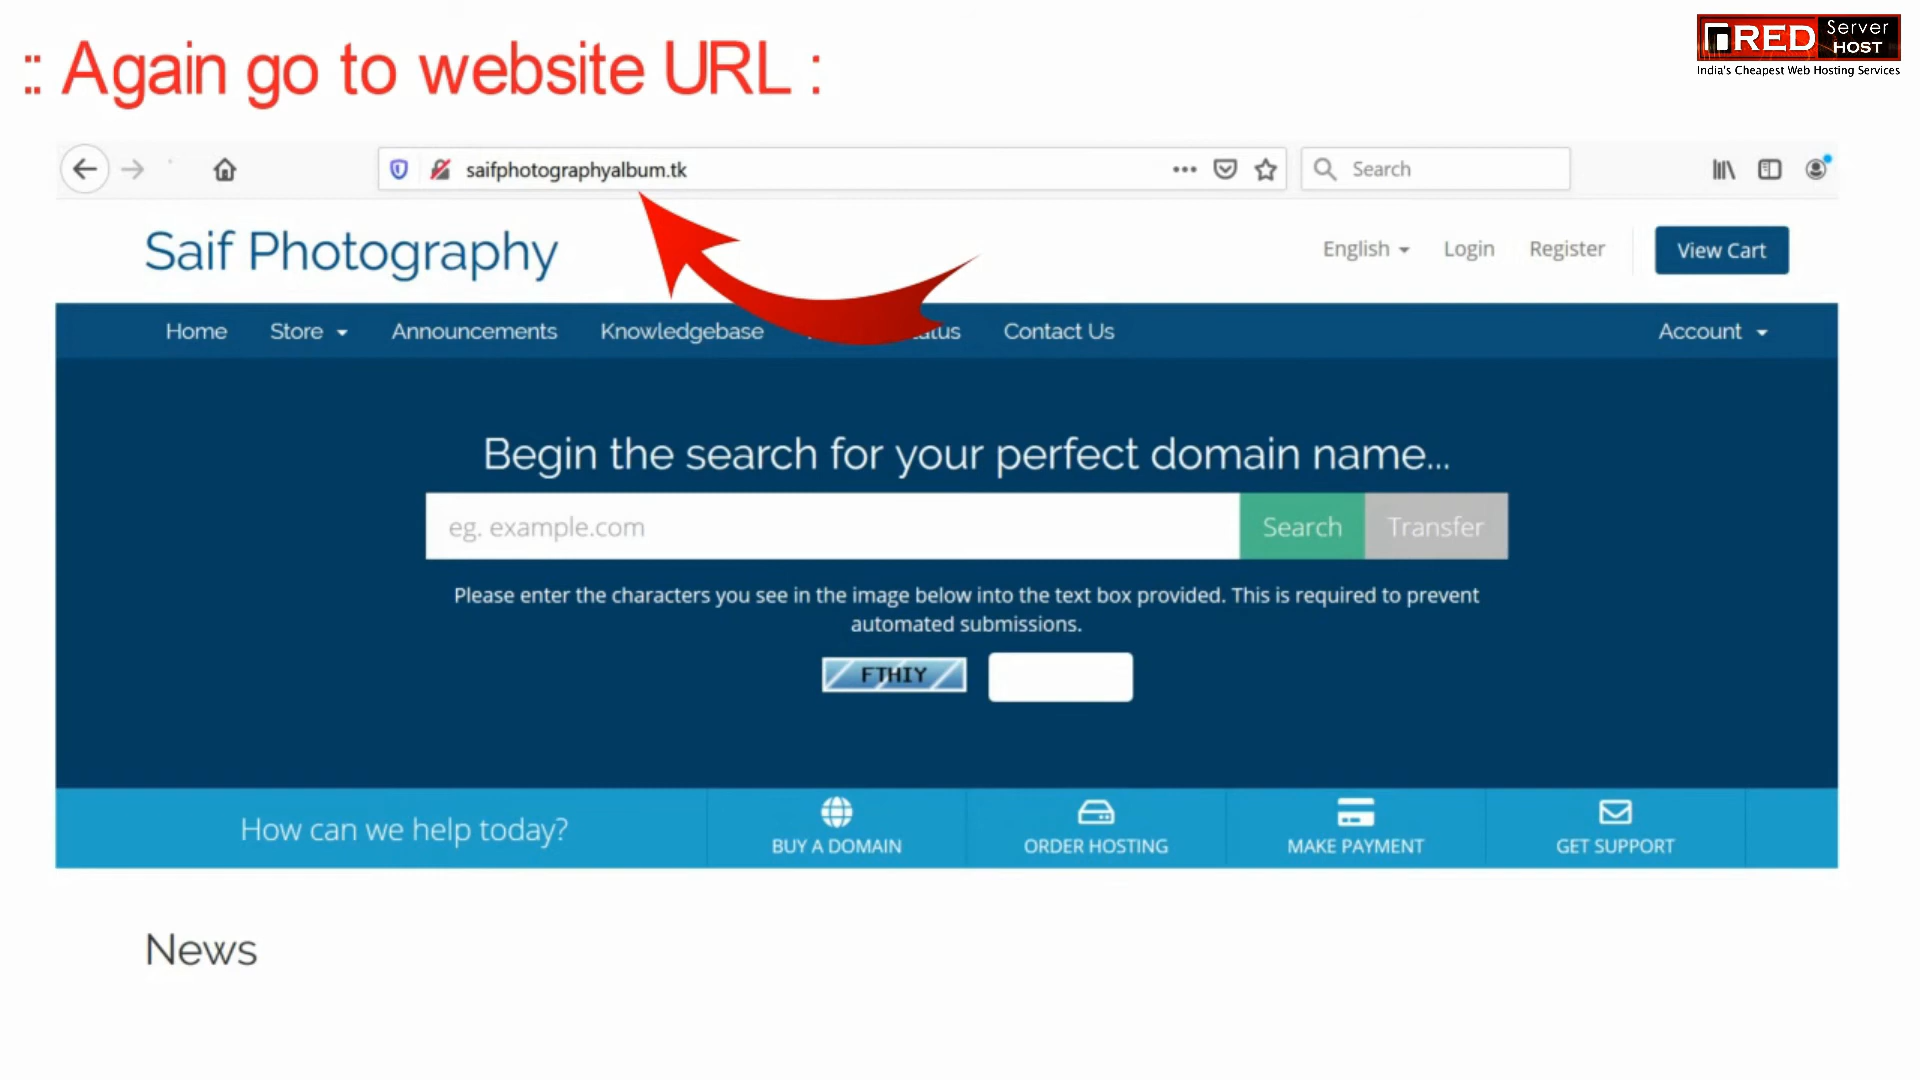 :: Again go to website URL :
RED Server HOST
India's Cheapest Web Hosting Services
saifphotographyalbum.tk
Search
Saif Photography
English
Login
Register
View Cart
Home
Store
Announcements
Knowledgebase
Contact Us
Account
Begin the search for your perfect domain name...
eg. example.com
Search
Transfer
Please enter the characters you see in the image below into the text box provided. This is required to prevent
automated submissions.
FTHIY
How can we help today?
BUY A DOMAIN
ORDER HOSTING
MAKE PAYMENT
GET SUPPORT
News